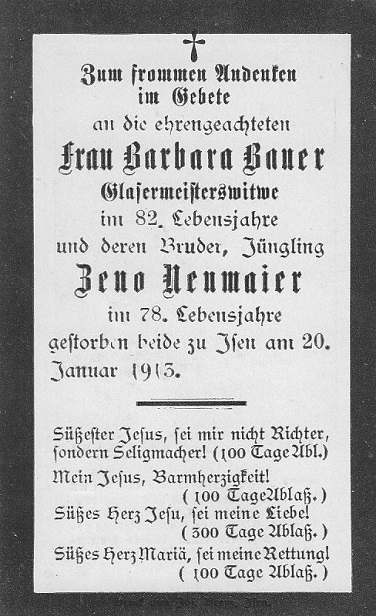 Zum frommen Andenken
im Gebete
an die ehrengeachteten
Frau Barbara Bauer
Glasermeisterswitwe
im 82. Lebensjahre
und deren Bruder, Jüngling
Zeno Neumaier
im 78. Lebensjahre
gestorben beide zu Isen am 20.
Januar 1913.
Süßester Jesus, sei mir nicht Richter,
sondern Seligmacher! (100 Tage Abl.)
Mein Jesus, Barmherzigkeit!
(100 Tage Ablaß.)
Süßes Herz Jesu, sei meine Liebe!
(300 Tage Ablaß.)
Süßes Herz Mariä, sei meine Rettung!
(100 Tage Ablaß.)